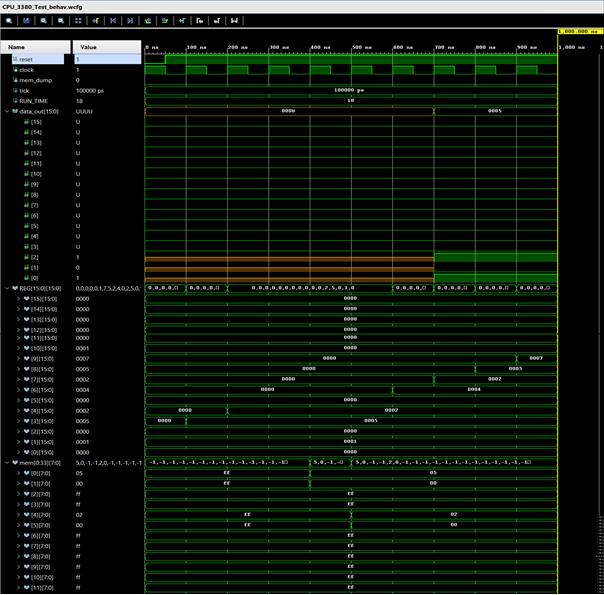 CPU_3380_Test_behav.wcfg
1,000.000 ns
Name Value 0 ns 100 ns 200 ns 300 ns 400 ns 500 ns 600 ns 700 ns 800 ns 900 ns 1,000 ns
reset 1
clock 1
mem_dump 0
tick 100000 ps 100000 ps
RUN_TIME 18 18
data_out[15:0] UUUU 0005
[15] U
[14] U
[13] U
[12] U
[11] U
[10] U
[9] U
[8] U
[7] U
[6] U
[5] U
[4] U
[3] U
[2] 1
[1] 0
[0] 1
REG[15:0][15:0] 0,0,0,0,0,1,7,5,2,4,0,2,5,0, 0,0,0,0, 0,0,0,0, 0,0,0,0,0,0,0,0,0,0,2,5,0,1,0 0,0,0,0, 0,0,0,0, 0,0,0,0, 0,0,0,0,
[15][15:0] 0000 0000
[14][15:0] 0000 0000
[13][15:0] 0000 0000
[12][15:0] 0000 0000
[11][15:0] 0000 0000
[10][15:0] 0001 0000
[9][15:0] 0007 0000 0007
[8][15:0] 0005 0000 0005
[7][15:0] 0002 0000 0002
[6][15:0] 0004 0000 0004
[5][15:0] 0000 0000
[4][15:0] 0002 0000 0002
[3][15:0] 0005 0000 0005
[2][15:0] 0000 0000
[1][15:0] 0001 0001
[0][15:0] 0000 0000
mem[0:33][7:0] 5,0,-1,-1,2,0,-1,-1,-1,-1,-1 -1,-1,-1,-1,-1,-1,-1,-1,-1,-1,-1,-1,-1 5,0,-1,- 5,0,-1,-1,2,0,-1,-1,-1,-1,-1,-1,-1,-1,-1
[0][7:0] 05 ff 05
[1][7:0] 00 ff 00
[2][7:0] ff ff
[3][7:0] ff ff
[4][7:0] 02 ff 02
[5][7:0] 00 ff 00
[6][7:0] ff ff
[7][7:0] ff ff
[8][7:0] ff ff
[9][7:0] ff ff
[10][7:0] ff ff
[11][7:0] ff ff